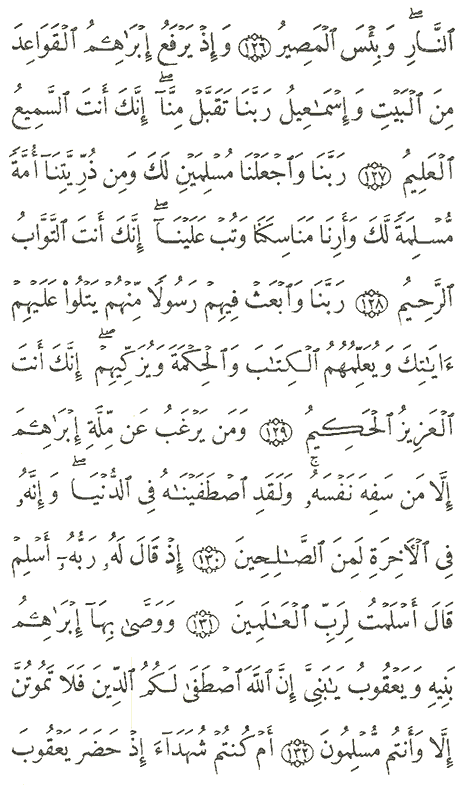 ٱلنَّارِۖ وَبِئۡسَ ٱلۡمَصِيرُ ١٢٦ وَإِذۡ يَرۡفَعُ إِبۡرَٰهِـۧمُ ٱلۡقَوَاعِدَ
مِنَ ٱلۡبَيۡتِ وَإِسۡمَٰعِيلُ رَبَّنَا تَقَبَّلۡ مِنَّآۖ إِنَّكَ أَنتَ ٱلسَّمِيعُ
ٱلۡعَلِيمُ ١٢٧ رَبَّنَا وَٱجۡعَلۡنَا مُسۡلِمَيۡنِ لَكَ وَمِن ذُرِّيَّتِنَآ أُمَّةٗ
مُّسۡلِمَةٗ لَّكَ وَأَرِنَا مَنَاسِكَنَا وَتُبۡ عَلَيۡنَآۖ إِنَّكَ أَنتَ ٱلتَّوَّابُ
ٱلرَّحِيمُ ١٢٨ رَبَّنَا وَٱبۡعَثۡ فِيهِمۡ رَسُولٗا مِّنۡهُمۡ يَتۡلُواْ عَلَيۡهِمۡ
ءَايَٰتِكَ وَيُعَلِّمُهُمُ ٱلۡكِتَٰبَ وَٱلۡحِكۡمَةَ وَيُزَكِّيهِمۡۖ إِنَّكَ أَنتَ
ٱلۡعَزِيزُ ٱلۡحَكِيمُ ١٢٩ وَمَن يَرۡغَبُ عَن مِّلَّةِ إِبۡرَٰهِـۧمَ
إِلَّا مَن سَفِهَ نَفۡسَهُۥۚ وَلَقَدِ ٱصۡطَفَيۡنَٰهُ فِي ٱلدُّنۡيَاۖ وَإِنَّهُۥ
فِي ٱلۡأٓخِرَةِ لَمِنَ ٱلصَّٰلِحِينَ ١٣٠ إِذۡ قَالَ لَهُۥ رَبُّهُۥٓ أَسۡلِمۡۖ
قَالَ أَسۡلَمۡتُ لِرَبِّ ٱلۡعَٰلَمِينَ ١٣١ وَوَصَّىٰ بِهَآ إِبۡرَٰهِـۧمُ
بَنِيهِ وَيَعۡقُوبُ يَٰبَنِيَّ إِنَّ ٱللَّهَ ٱصۡطَفَىٰ لَكُمُ ٱلدِّينَ فَلَا تَمُوتُنَّ
إِلَّا وَأَنتُم مُّسۡلِمُونَ ١٣٢ أَمۡ كُنتُمۡ شُهَدَآءَ إِذۡ حَضَرَ يَعۡقُوبَ